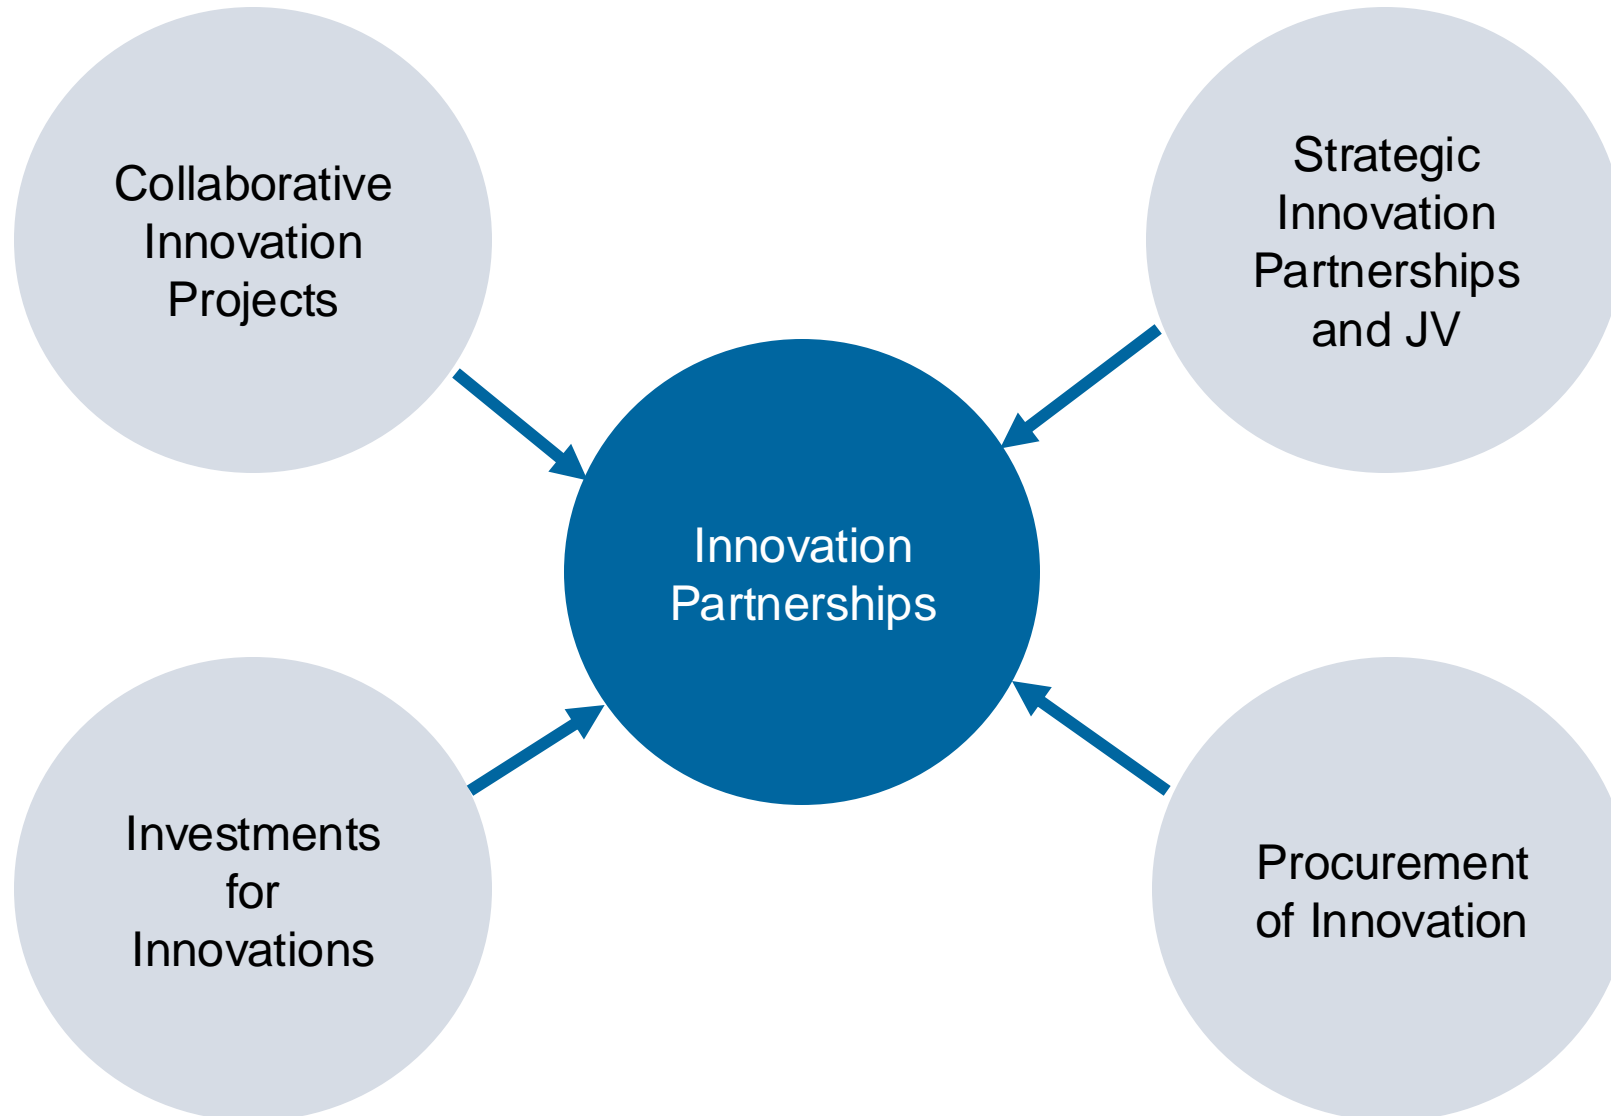 Collaborative
Innovation
Projects
Strategic
Innovation
Partnerships
and JV
Innovation
Partnerships
Investments
for
Innovations
Procurement
of Innovation